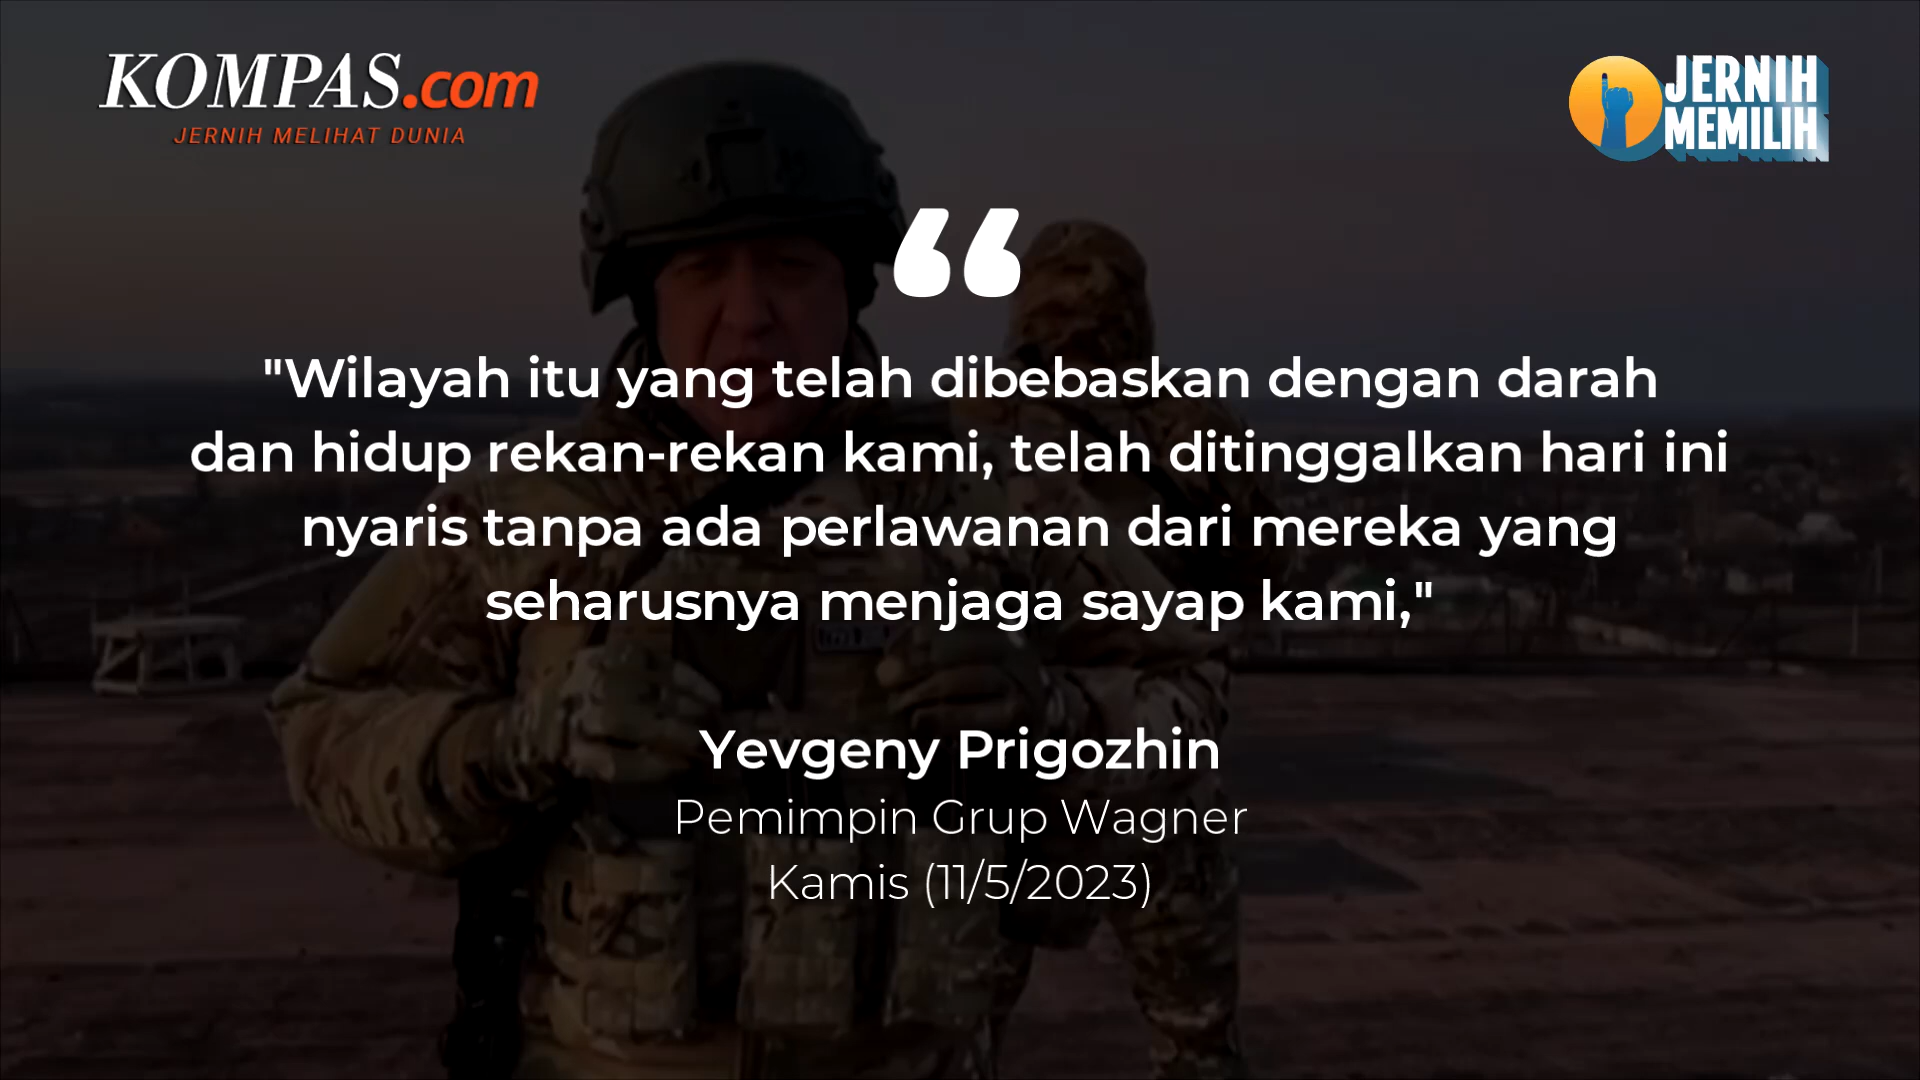 KOMPAS.com
JERNIH MELIHAT DUNIA
JERNIH
MEMILIH
“
"Wilayah itu yang telah dibebaskan dengan darah
dan hidup rekan-rekan kami, telah ditinggalkan hari ini
nyaris tanpa ada perlawanan dari mereka yang
seharusnya menjaga sayap kami,"
Yevgeny Prigozhin
Pemimpin Grup Wagner
Kamis (11/5/2023)